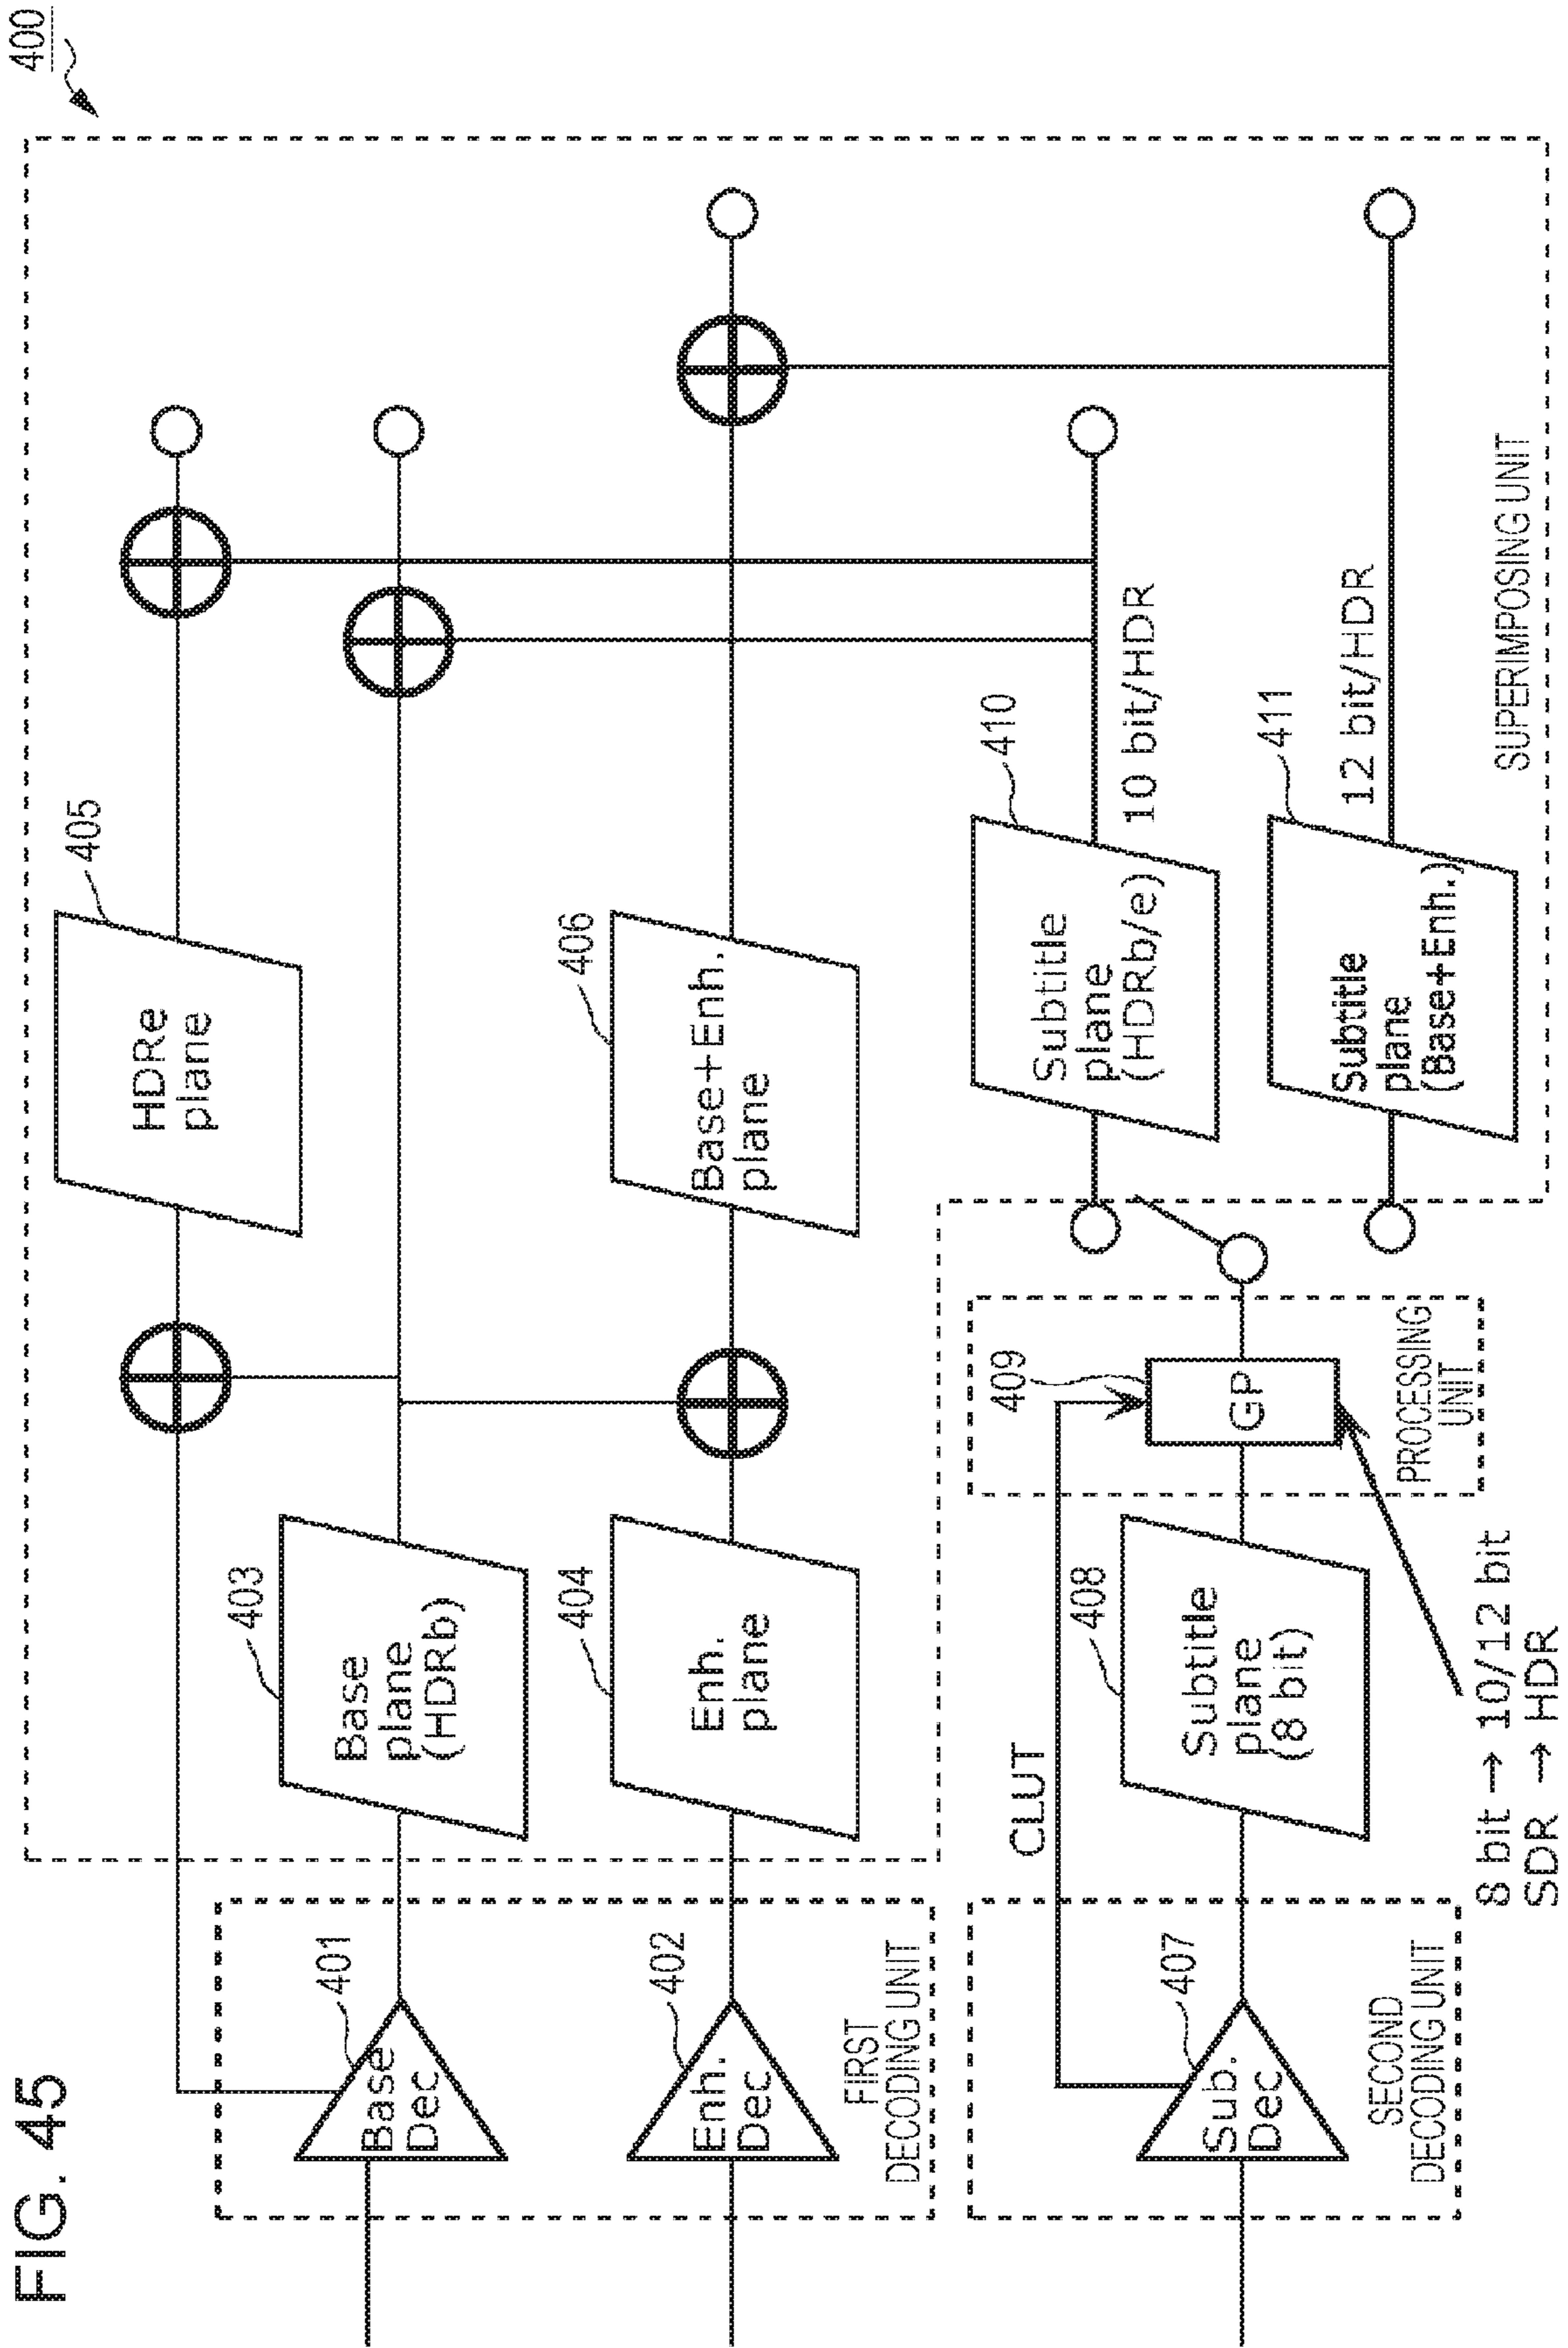 FIG. 45
400
405
HDRe
plane
401
Base
Dec
403
Base
plane
(HDRb)
402
Enh.
Dec
404
Enh.
plane
406
Base+Enh.
plane
FIRST
DECODING UNIT
CLUT
409
GP
PROCESSING
UNIT
407
Sub.
Dec
408
Subtitle
plane
(8 bit)
SECOND
DECODING UNIT
8 bit → 10/12 bit
SDR → HDR
410
Subtitle
plane
(HDRb/e)
10 bit/HDR
411
Subtitle
plane
(Base+Enh.)
12 bit/HDR
SUPERIMPOSING UNIT